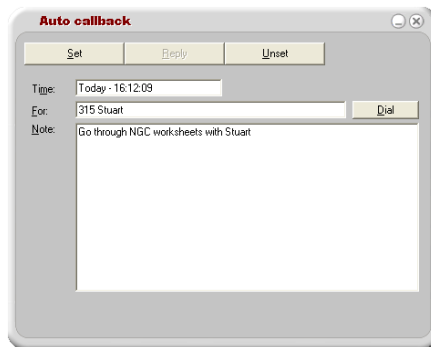 Auto callback
Set Reply Unset
Time: Today - 16:12:09
For: 315 Stuart Dial
Note: Go through NGC worksheets with Stuart